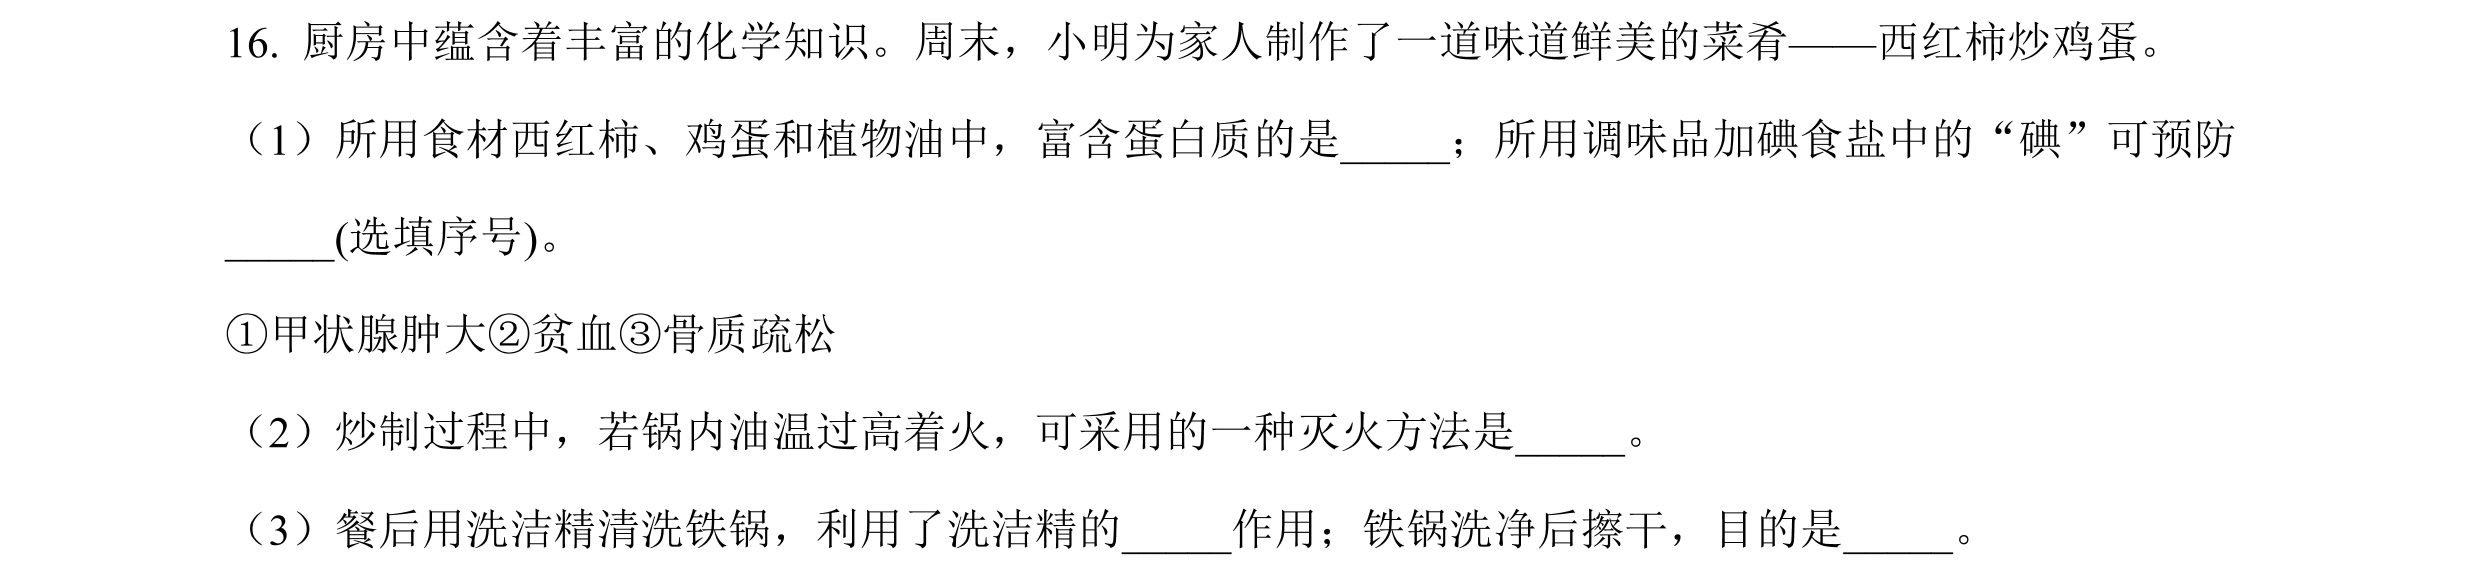 16. 厨房中蕴含着丰富的化学知识。周末，小明为家人制作了一道味道鲜美的菜肴——西红柿炒鸡蛋。
（1）所用食材西红柿、鸡蛋和植物油中，富含蛋白质的是_____；所用调味品加碘食盐中的“碘”可预防
_____(选填序号)。
①甲状腺肿大②贫血③骨质疏松
（2）炒制过程中，若锅内油温过高着火，可采用的一种灭火方法是_____。
（3）餐后用洗洁精清洗铁锅，利用了洗洁精的_____作用；铁锅洗净后擦干，目的是_____。